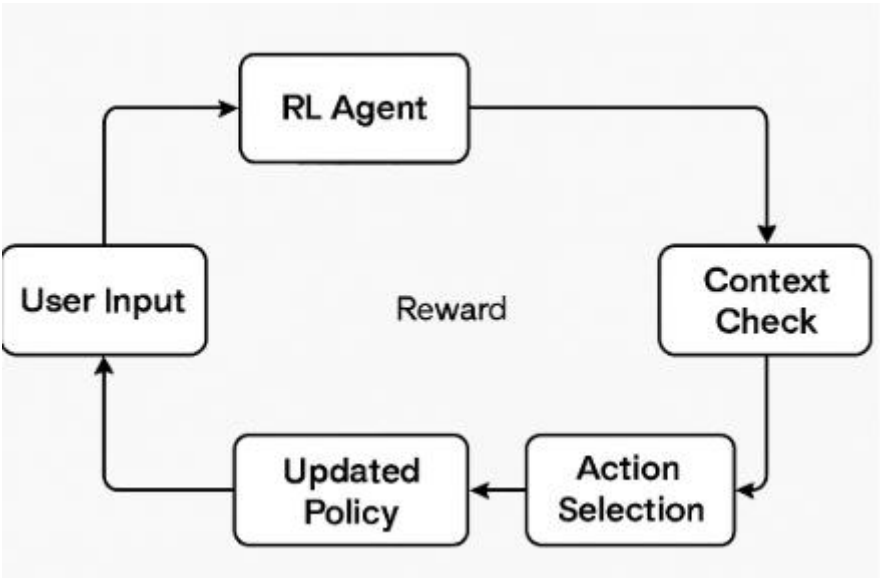 RL Agent
User Input
Reward
Context
Check
Updated
Policy
Action
Selection